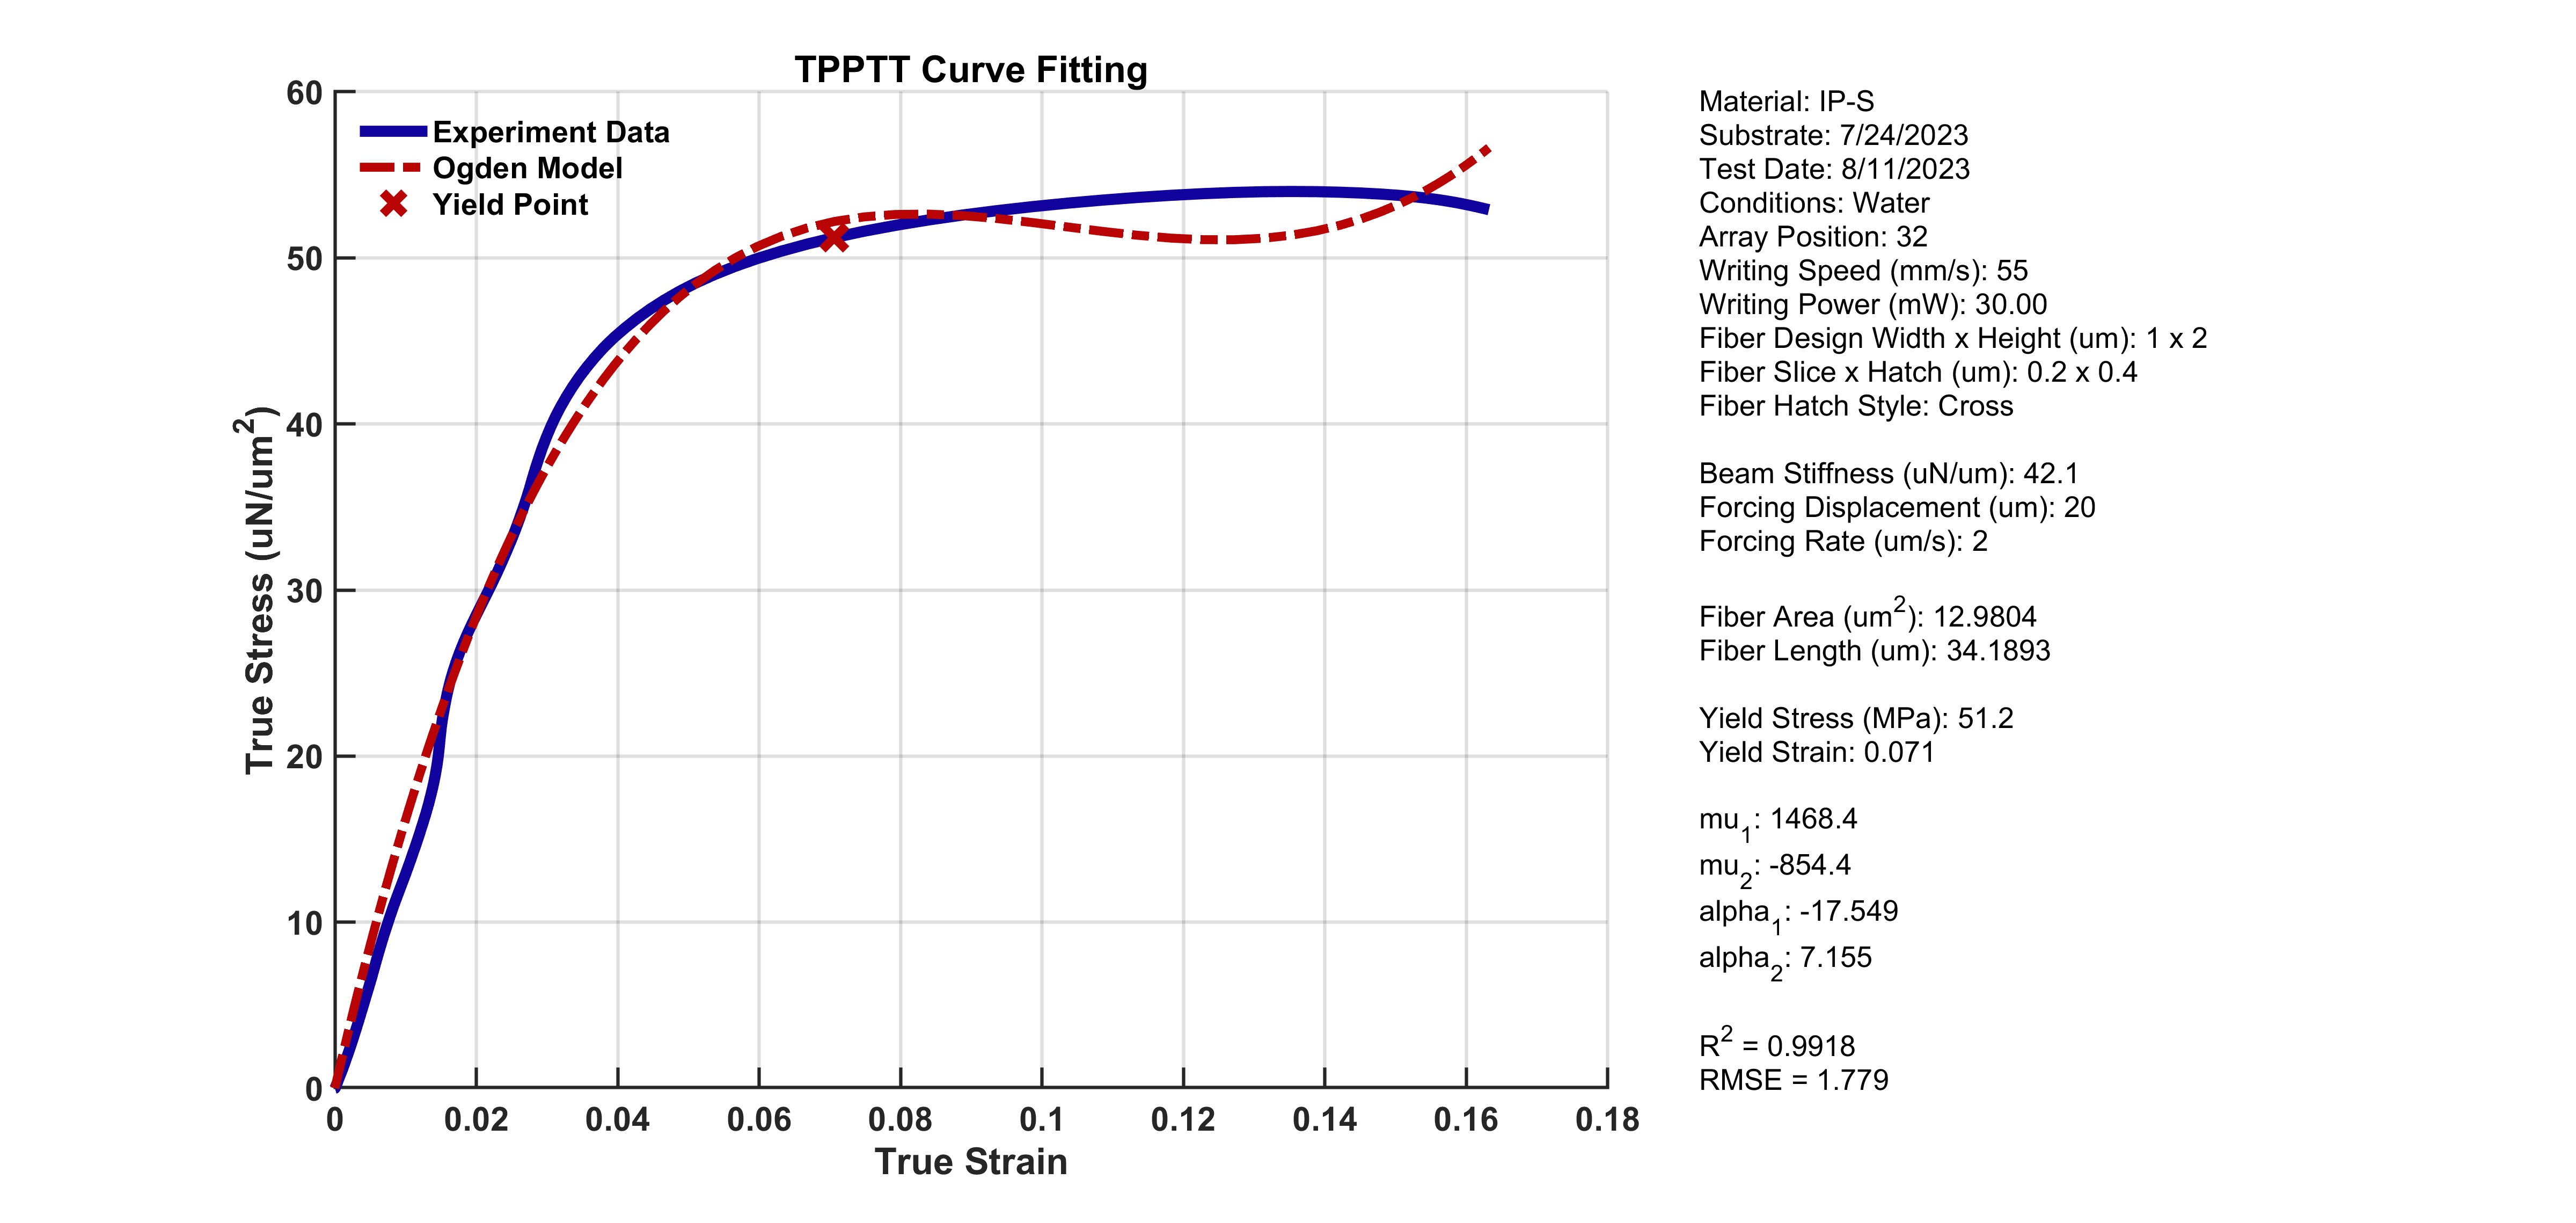 TPPTT Curve Fitting
60
50
40
30
20
10
0
True Stress (uN/um²)
Experiment Data
Ogden Model
Yield Point
0 0.02 0.04 0.06 0.08 0.1 0.12 0.14 0.16 0.18
True Strain
Material: IP-S
Substrate: 7/24/2023
Test Date: 8/11/2023
Conditions: Water
Array Position: 32
Writing Speed (mm/s): 55
Writing Power (mW): 30.00
Fiber Design Width x Height (um): 1 x 2
Fiber Slice x Hatch (um): 0.2 x 0.4
Fiber Hatch Style: Cross
Beam Stiffness (uN/um): 42.1
Forcing Displacement (um): 20
Forcing Rate (um/s): 2
Fiber Area (um²): 12.9804
Fiber Length (um): 34.1893
Yield Stress (MPa): 51.2
Yield Strain: 0.071
mu₁: 1468.4
mu₂: -854.4
alpha₁: -17.549
alpha₂: 7.155
R² = 0.9918
RMSE = 1.779